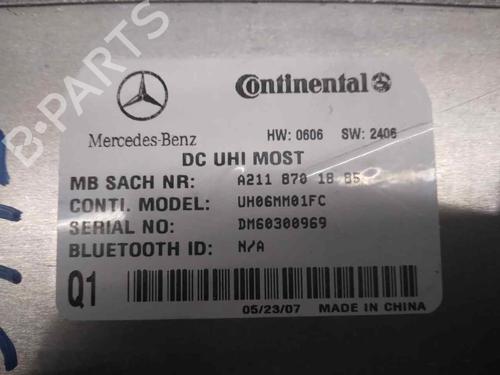 B-PARTS
Continental
Mercedes-Benz
HW: 0606 SW: 2406
DC UHI MOST
MB SACH NR: A211 870 18 85
CONTI. MODEL: UH06MM01FC
SERIAL NO: DM60300969
BLUETOOTH ID: N/A
Q1
05/23/07 MADE IN CHINA